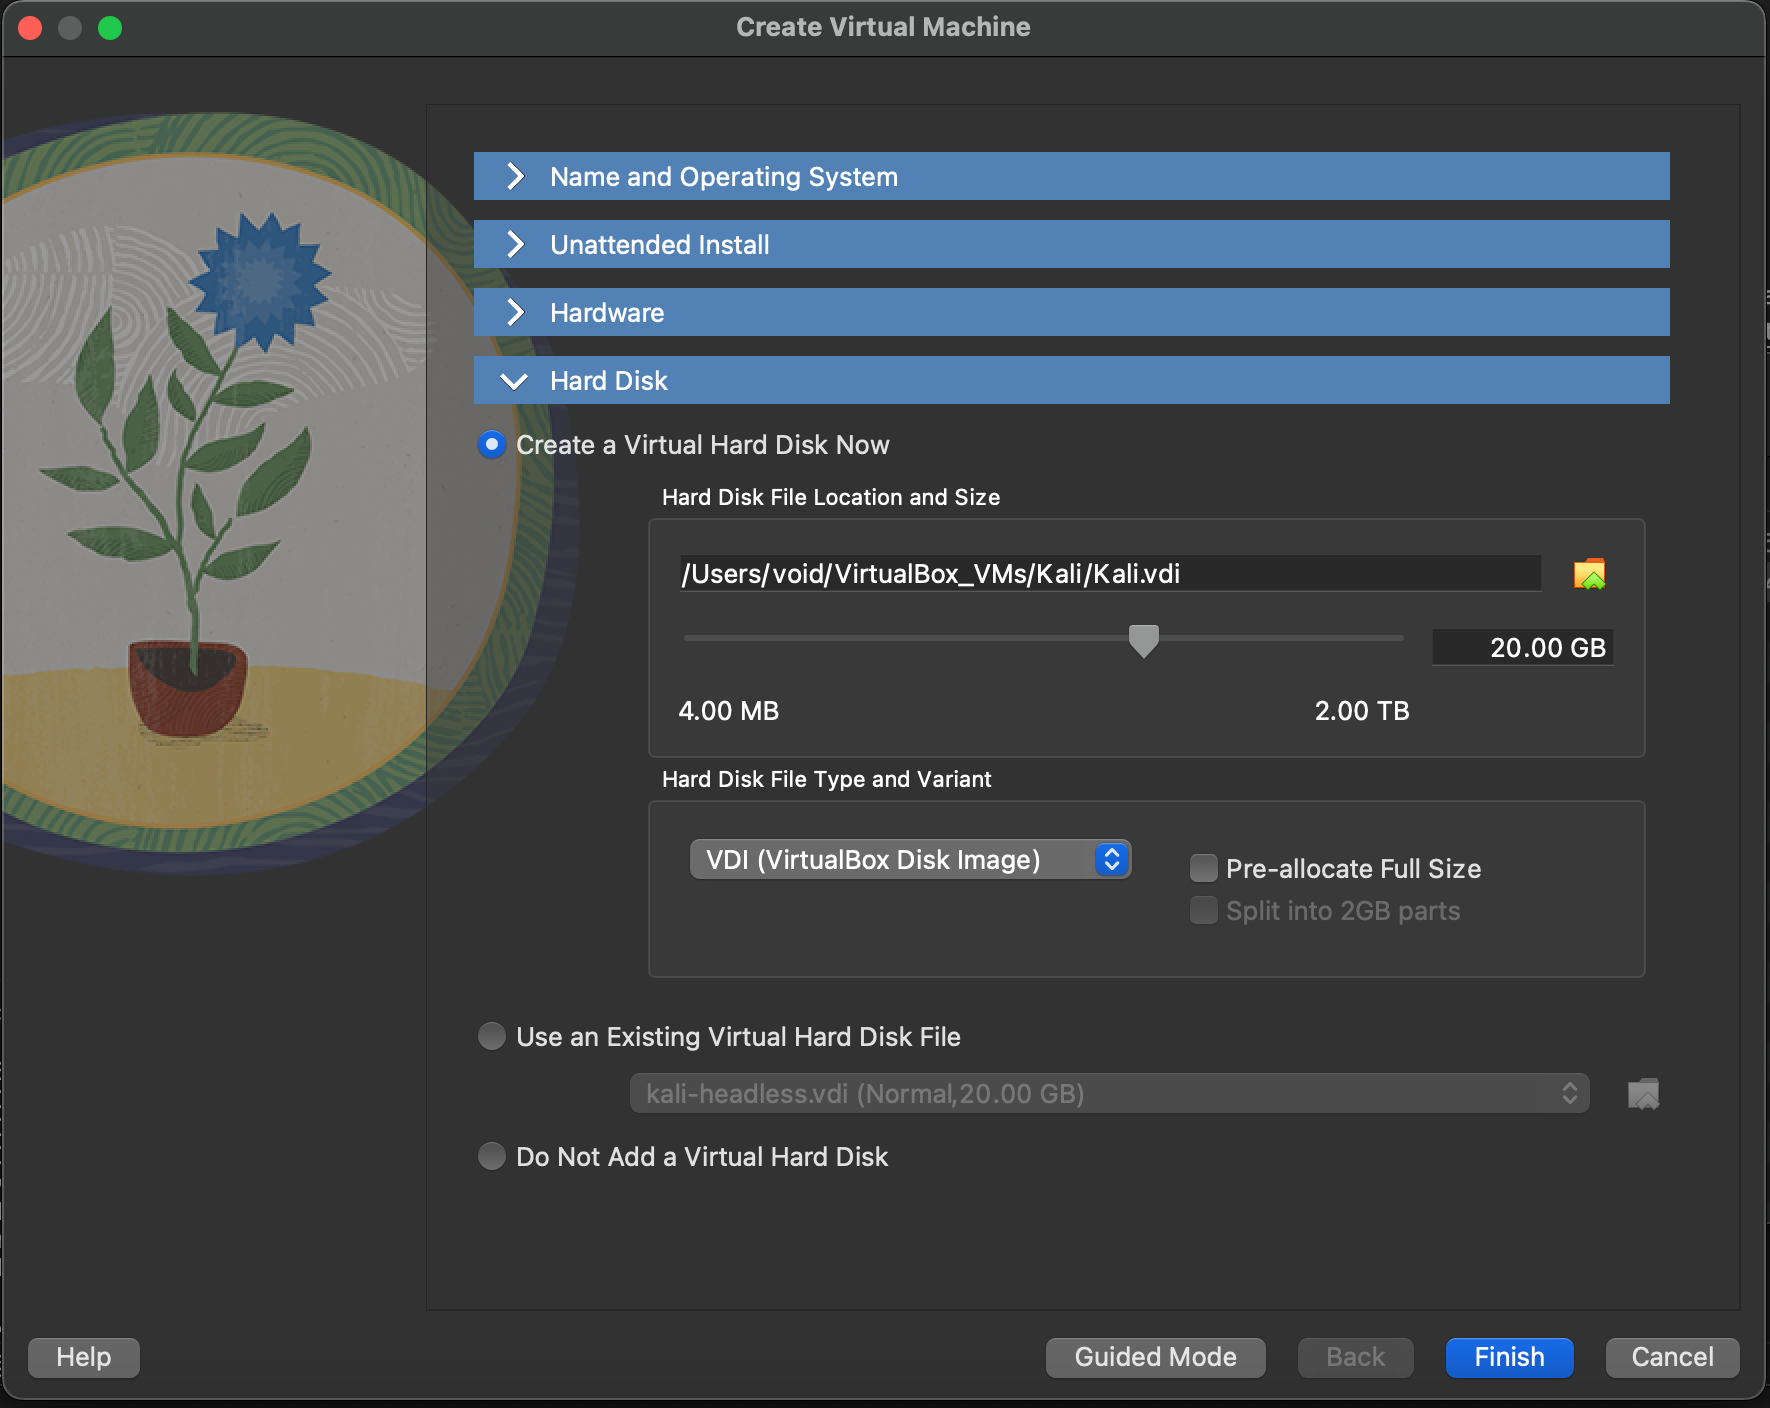 Create Virtual Machine
Name and Operating System
Unattended Install
Hardware
Hard Disk
Create a Virtual Hard Disk Now
Hard Disk File Location and Size
/Users/void/VirtualBox_VMs/Kali/Kali.vdi
20.00 GB
4.00 MB 2.00 TB
Hard Disk File Type and Variant
VDI (VirtualBox Disk Image)
Pre-allocate Full Size
Split into 2GB parts
Use an Existing Virtual Hard Disk File
kali-headless.vdi (Normal,20.00 GB)
Do Not Add a Virtual Hard Disk
Help Guided Mode Back Finish Cancel